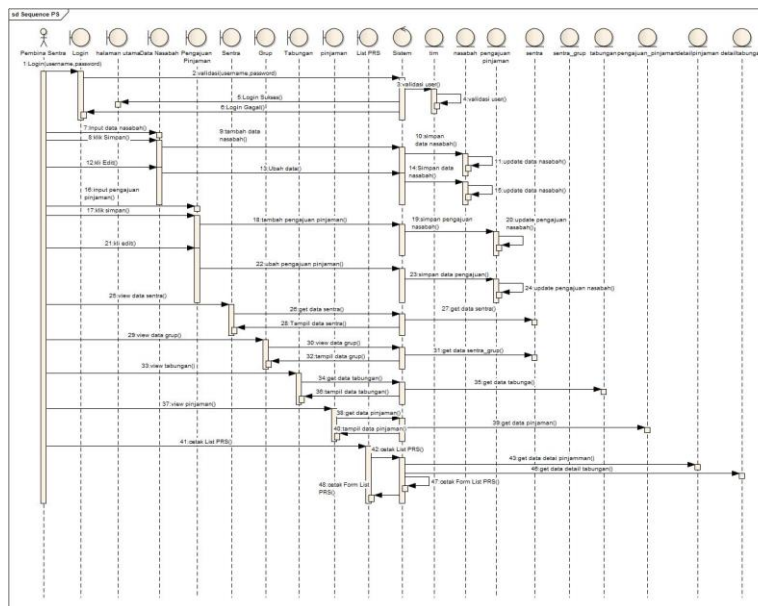 sd Sequence PS
Pembina Sentra
Login
halaman utama
Data Nasabah
Pengajuan
Pinjaman
Sentra
Grup
Tabungan
pinjaman
List PRS
Sistem
tim
nasabah
pengajuan
pinjaman
sentra
sentra_grup
tabungan
pengajuan_pinjaman
detailpinjaman
detailtabungan
1:Login(username,password)
2:validasi(username,password)
3:validasi user()
4:validasi user()
5:Login Sukses()
6:Login Gagal()
7:Input data nasabah()
8:klik Simpan()
9:tambah data
nasabah()
10:simpan
data nasabah()
11:update data nasabah()
12:kli Edit()
13:Ubah data()
14:Simpan data
nasabah()
15:update data nasabah()
16:input pengajuan
pinjaman()
17:klik simpan()
18:tambah pengajuan pinjaman()
19:simpan pengajuan
nasabah()
20:update pengajuan
nasabah()
21:kli edit()
22:ubah pengajuan pinjaman()
23:simpan data pengajuan()
24:update pengajuan nasabah()
25:view data sentra()
26:get data sentra()
27:get data sentra()
28:Tampil data sentra()
29:view data grup()
30:view data grup()
31:get data sentra_grup()
32:tampil data grup()
33:view tabungan()
34:get data tabungan()
35:get data tabunga()
36:tampil data tabungan()
37:view pinjaman()
38:get data pinjaman()
39:get data pinjaman()
40:tampil data pinjaman()
41:cetak List PRS()
42:cetak List PRS()
43:get data detai pinjamman()
46:get data detail tabungan()
47:cetak Form List PRS()
48:cetak Form List
PRS()